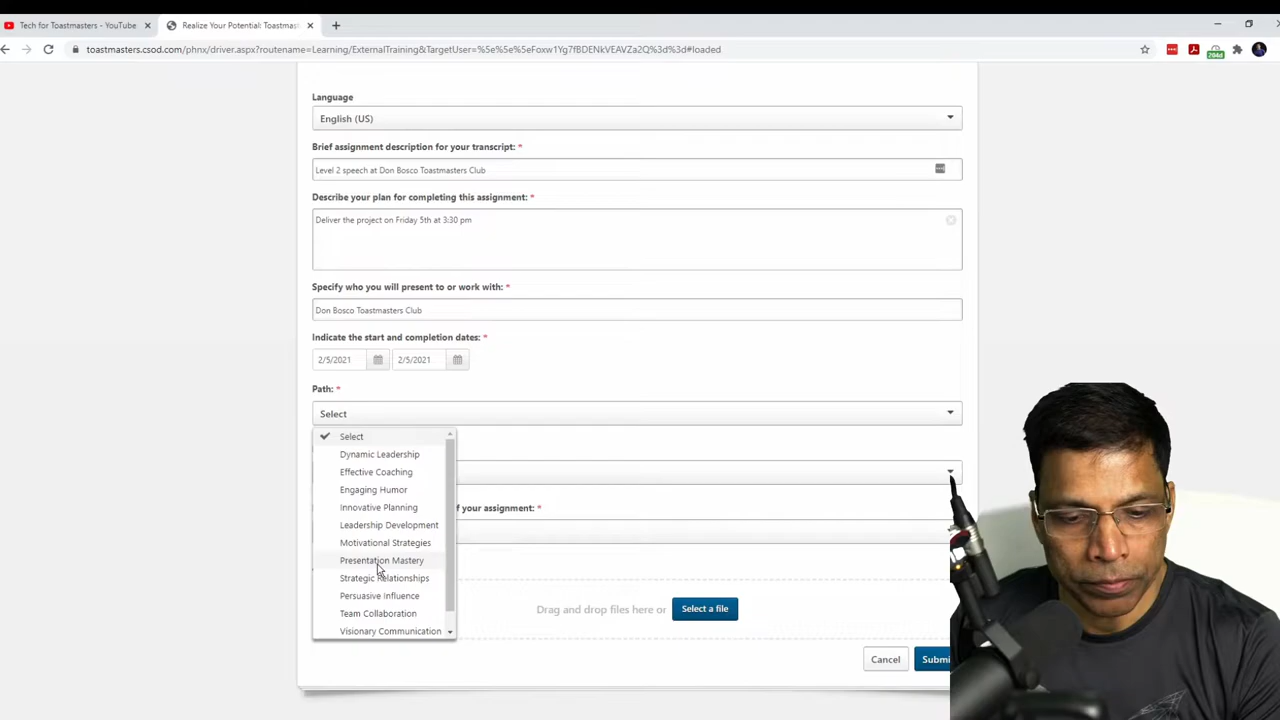 Tech for Toastmasters - YouTube
Realize Your Potential: Toastmas
toastmasters.csod.com/phnx/driver.aspx?routename=Learning/ExternalTraining&TargetUser=%5e%5e%5eFoxw1Yg7fBDENkVEAVZa2Q%3d%3d#loaded
Language
English (US)
Brief assignment description for your transcript: *
Level 2 speech at Don Bosco Toastmasters Club
Describe your plan for completing this assignment: *
Deliver the project on Friday 5th at 3:30 pm
Specify who you will present to or work with: *
Don Bosco Toastmasters Club
Indicate the start and completion dates: *
2/5/2021 2/5/2021
Path: *
Select
Select
Dynamic Leadership
Effective Coaching
Engaging Humor
Innovative Planning
f your assignment: *
Leadership Development
Motivational Strategies
Presentation Mastery
Strategic Relationships
Persuasive Influence
Team Collaboration
Visionary Communication
Drag and drop files here or Select a file
Cancel Submi